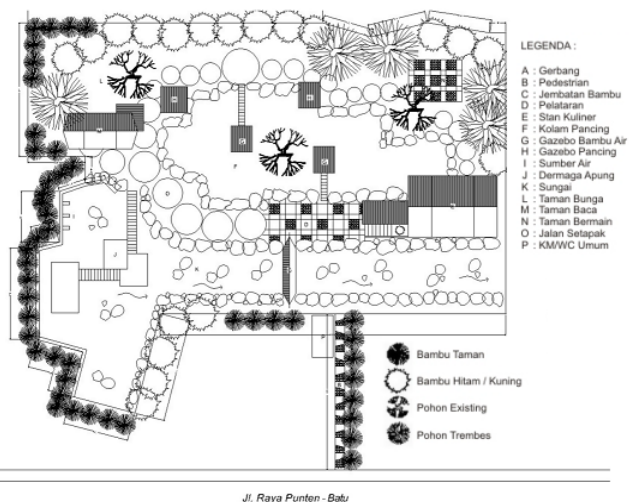 LEGENDA :
A : Gerbang
B : Pedestrian
C : Jembatan Bambu
D : Pelataran
E : Stan Kuliner
F : Kolam Pancing
G : Gazebo Bambu Air
H : Gazebo Pancing
I : Sumber Air
J : Dermaga Apung
K : Sungai
L : Taman Bunga
M : Taman Baca
N : Taman Bermain
O : Jalan Setapak
P : KM/WC Umum
H
H
G
F
G
M
O
D
J
K
Bambu Taman
Bambu Hitam / Kuning
Pohon Existing
Pohon Trembes
Jl. Raya Punten - Batu